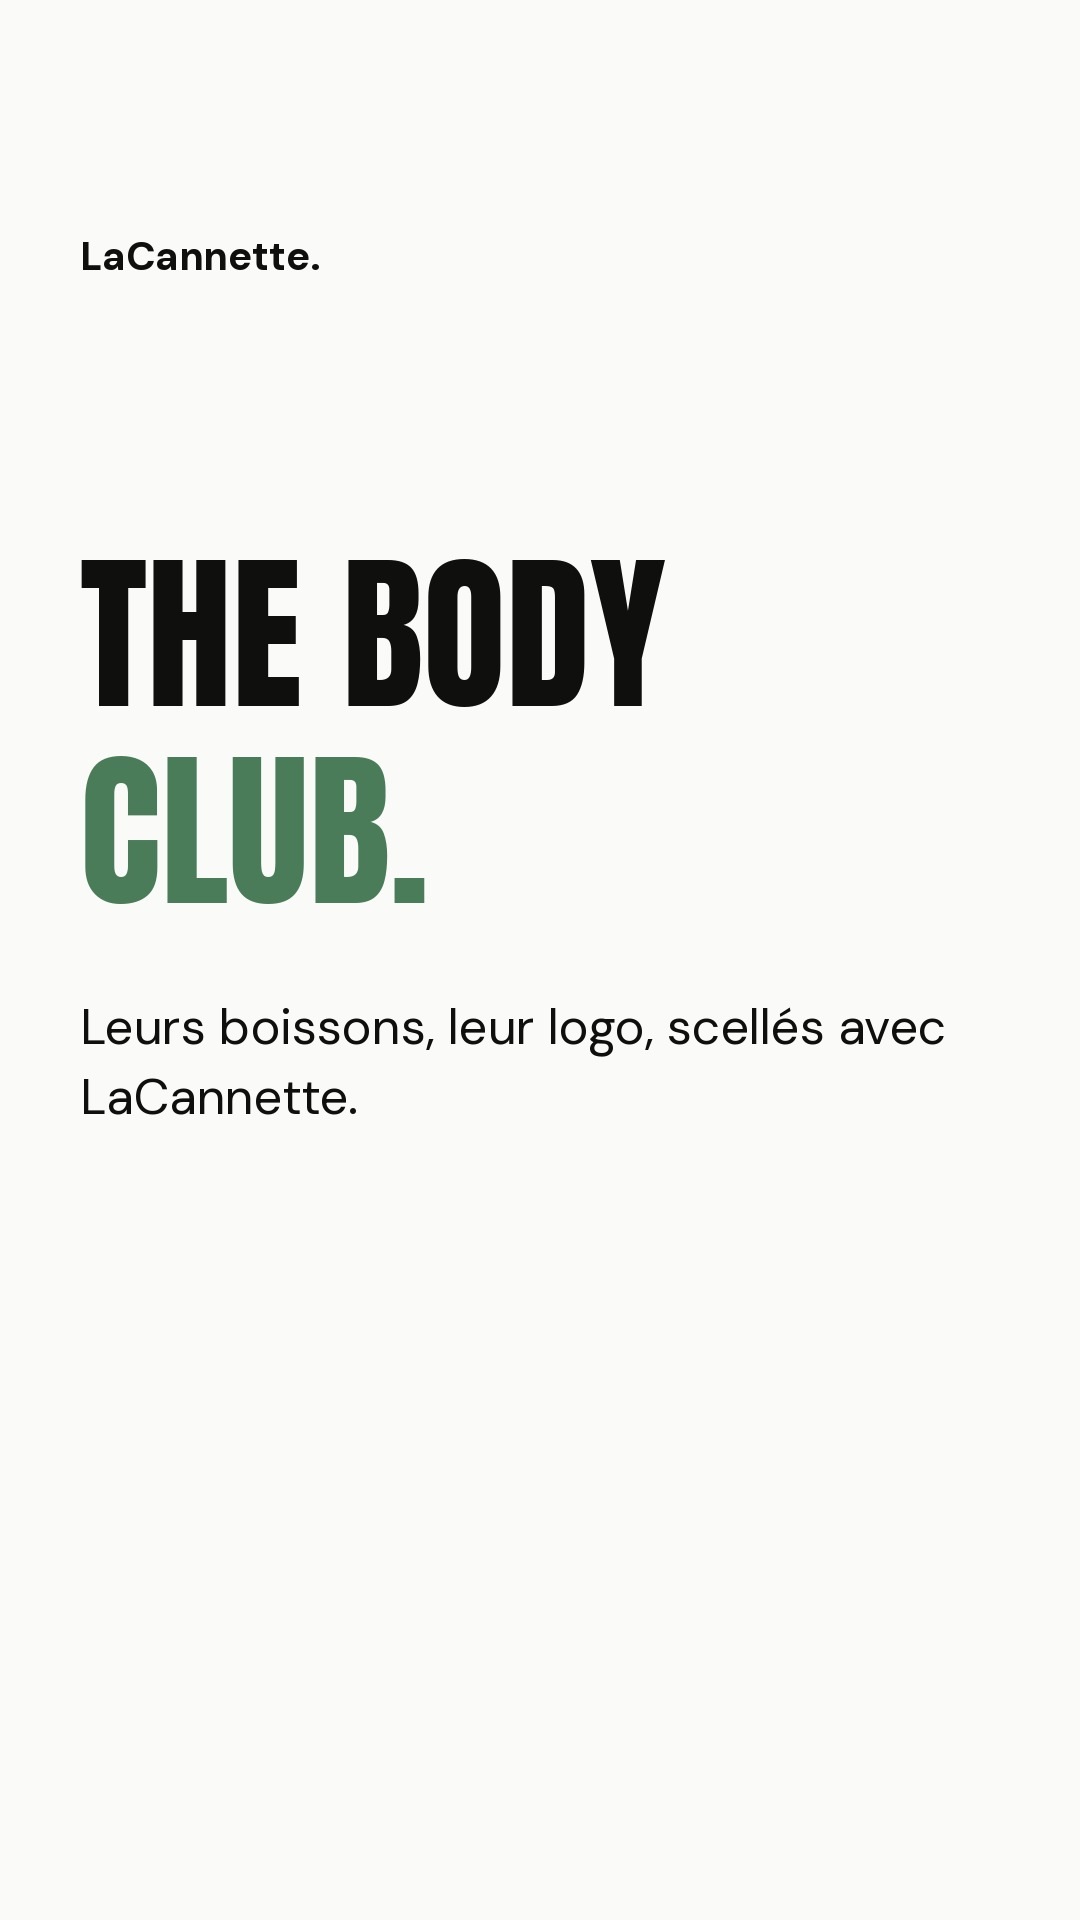 LaCannette.
THE BODY
CLUB.
Leurs boissons, leur logo, scellés avec
LaCannette.